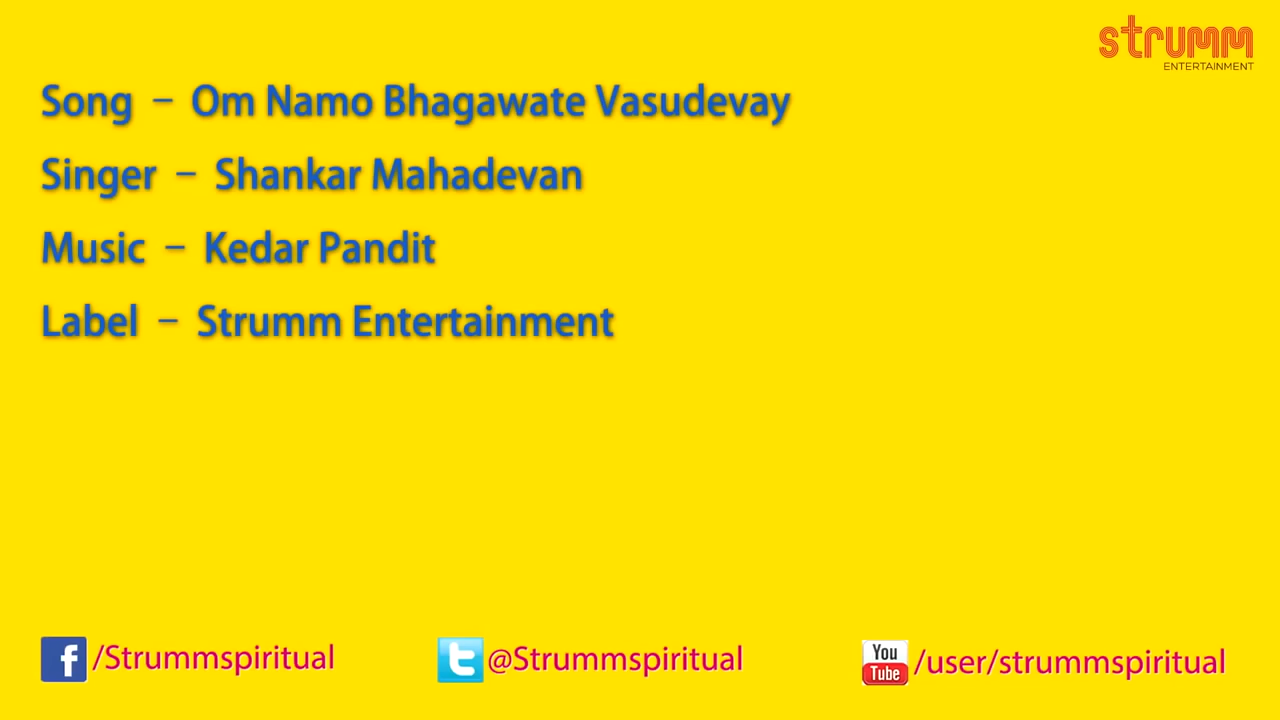 strumm
ENTERTAINMENT
Song – Om Namo Bhagawate Vasudevay
Singer – Shankar Mahadevan
Music – Kedar Pandit
Label – Strumm Entertainment
f /Strummspiritual
t @Strummspiritual
You
Tube /user/strummspiritual